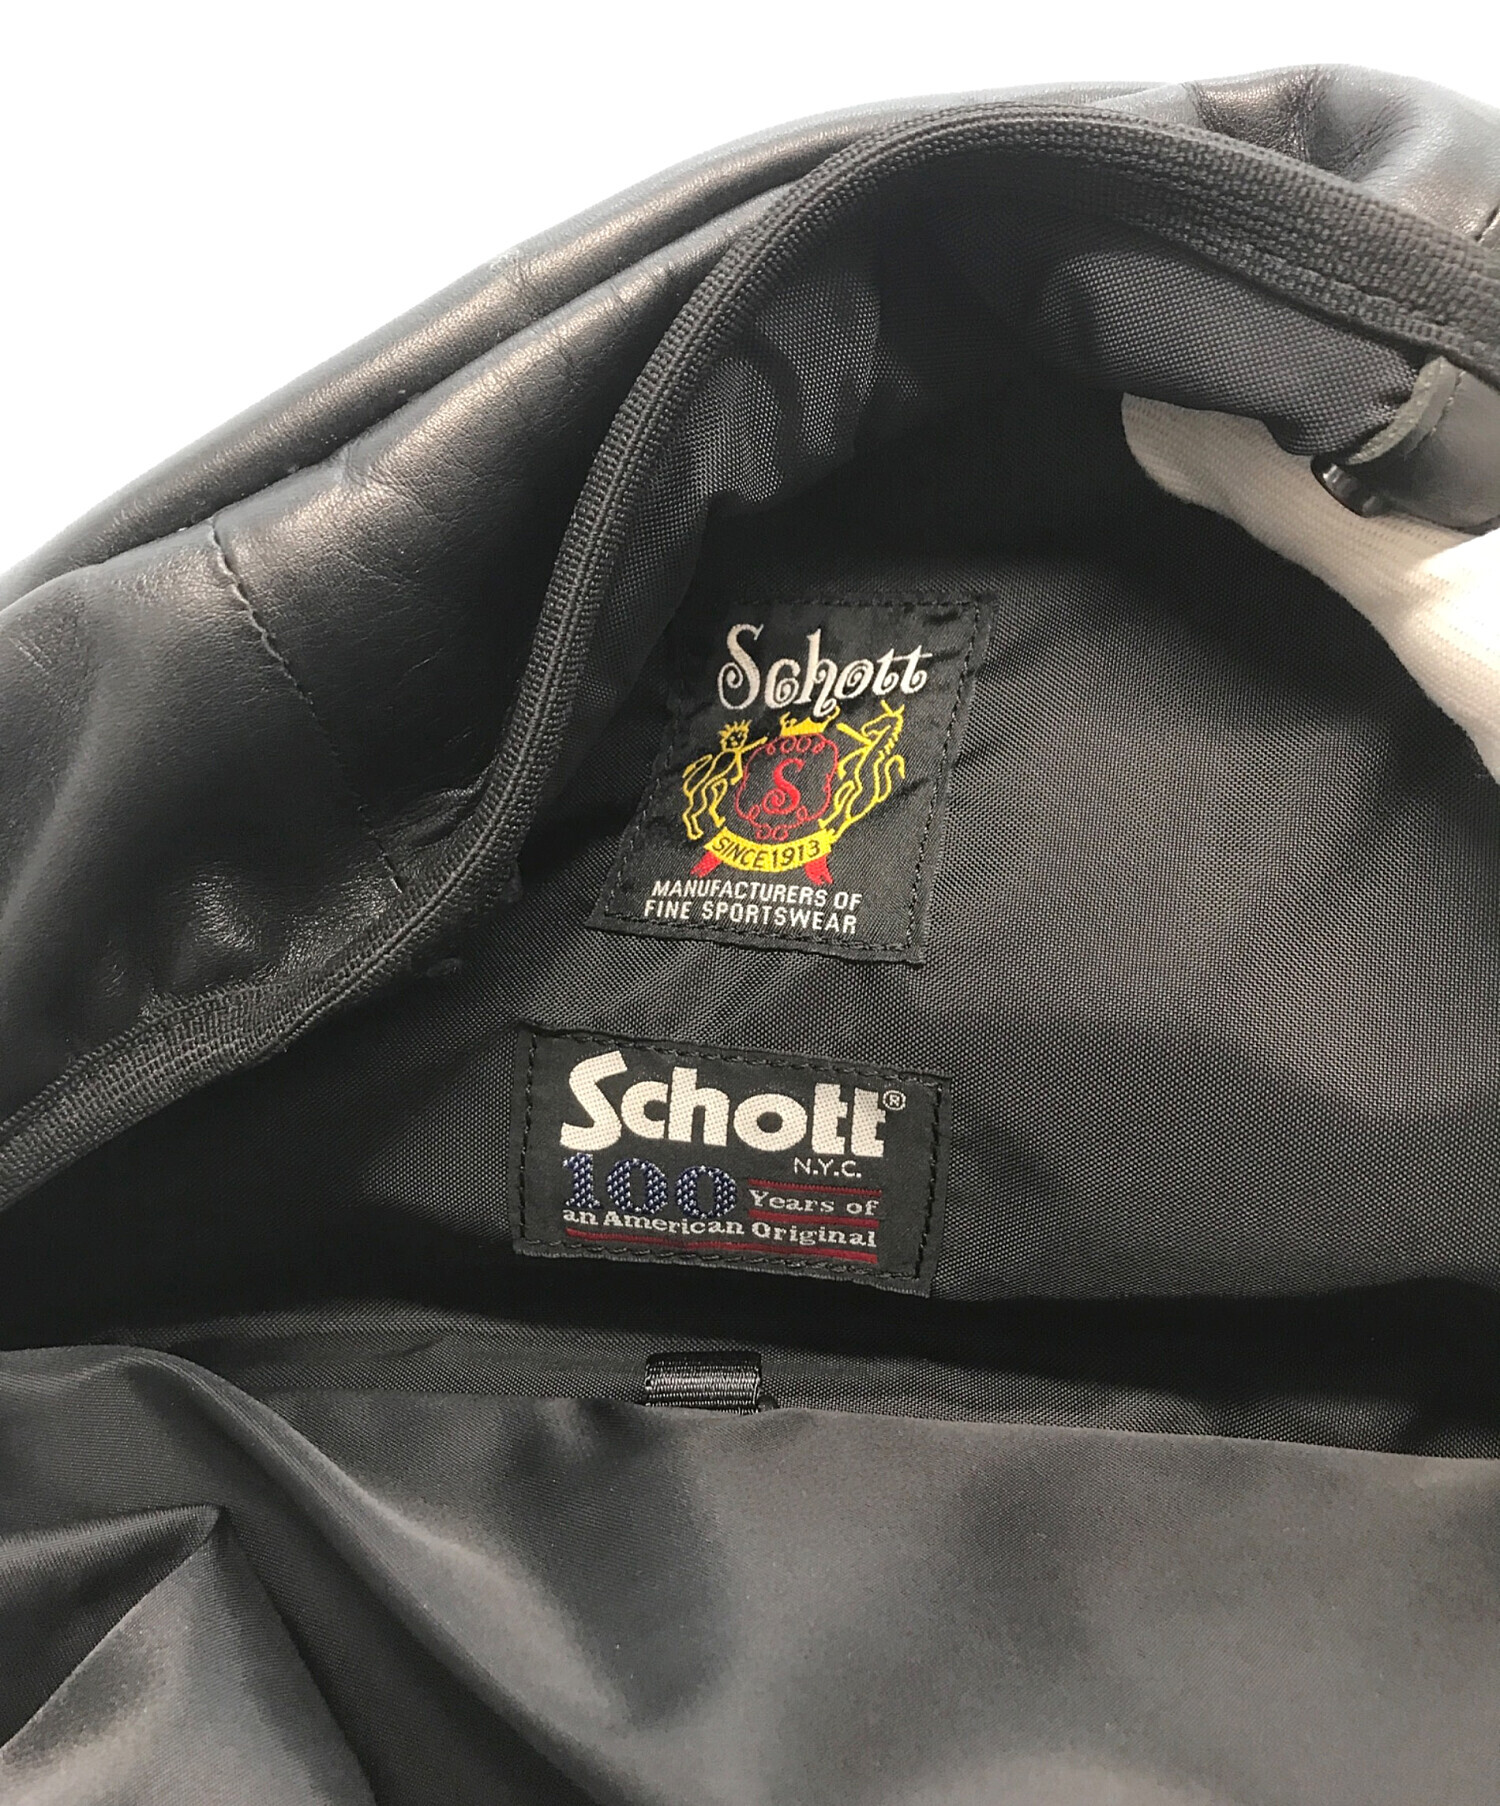 Schott
S
SINCE 1913
MANUFACTURERS OF
FINE SPORTSWEAR
Schott®
N.Y.C.
100 Years of
an American Original